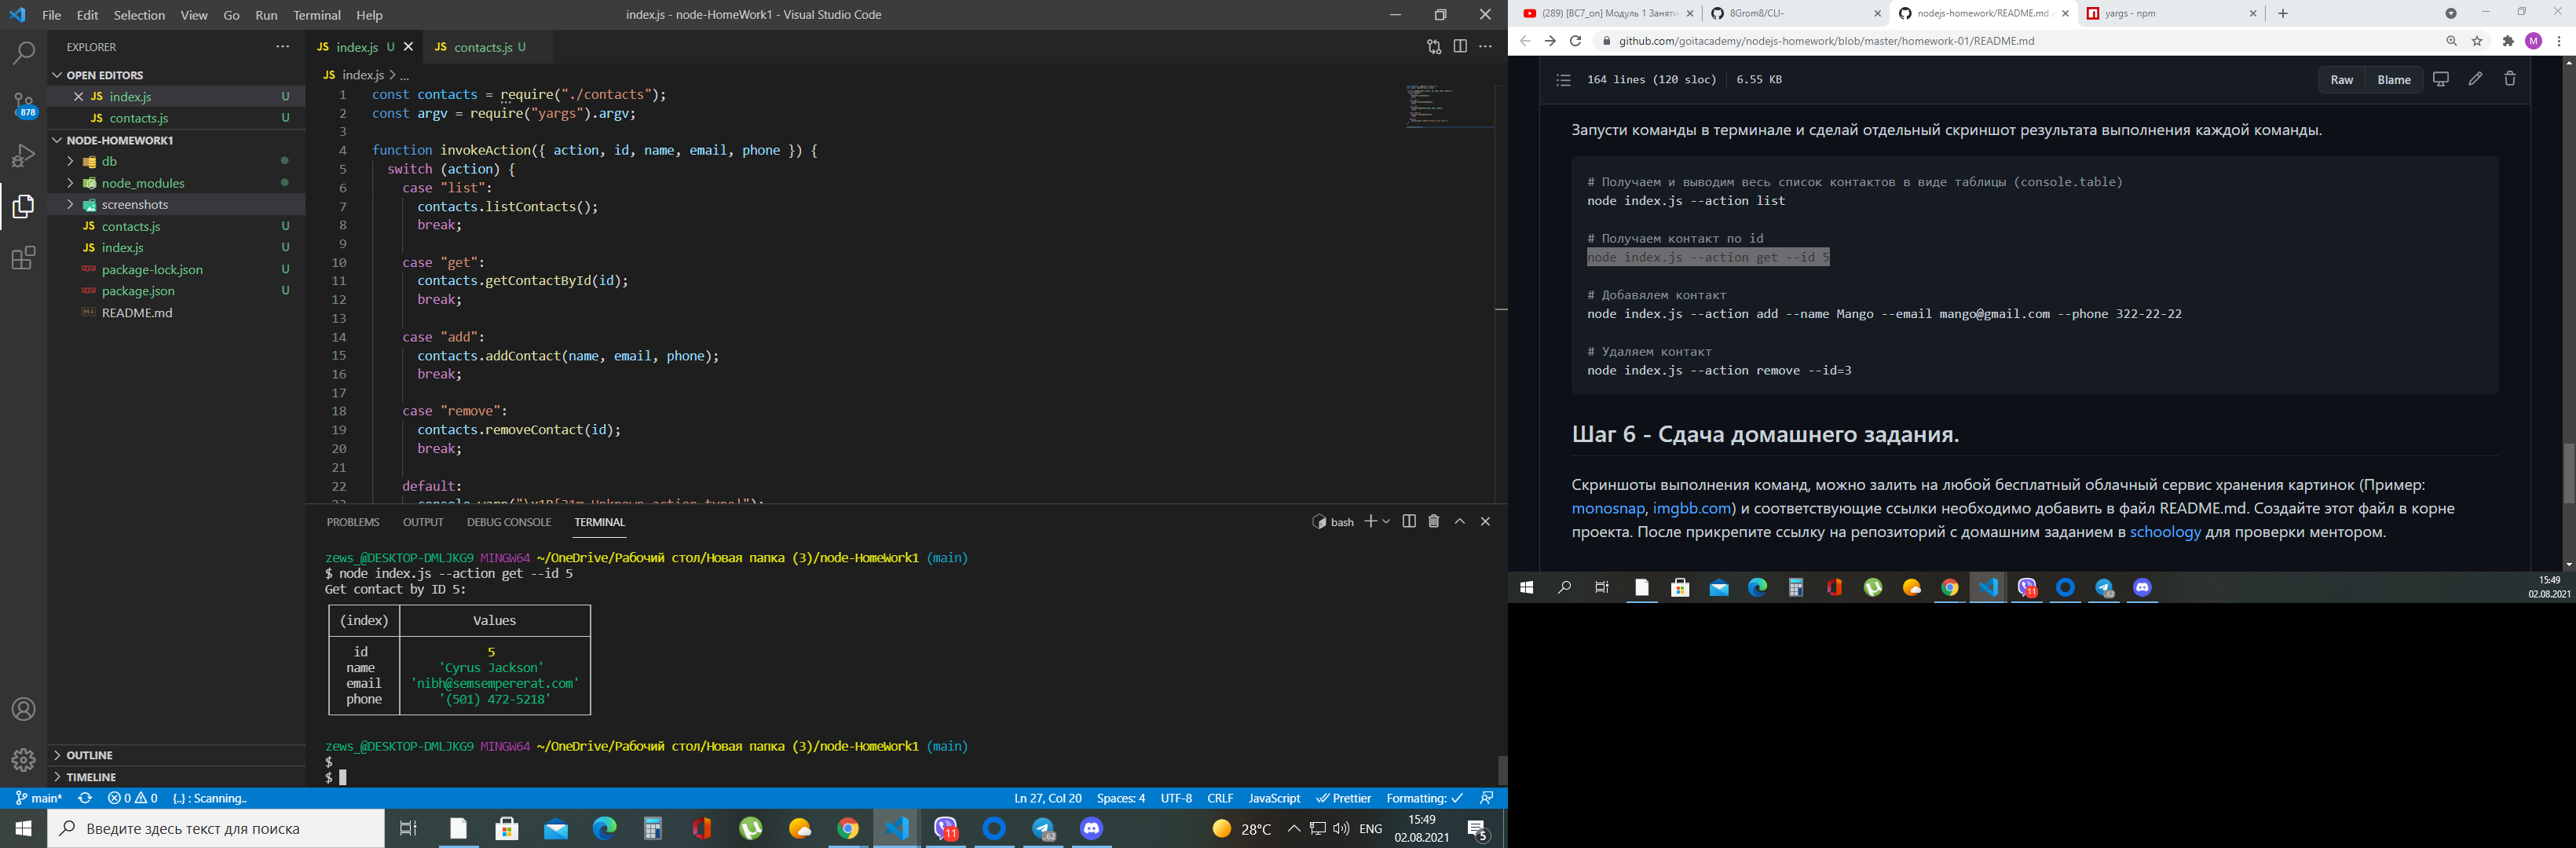 File Edit Selection View Go Run Terminal Help
index.js - node-HomeWork1 - Visual Studio Code
EXPLORER
OPEN EDITORS
index.js U
contacts.js U
NODE-HOMEWORK1
db
node_modules
screenshots
contacts.js U
index.js U
package-lock.json U
package.json U
README.md
OUTLINE
TIMELINE
878
JS index.js U
JS contacts.js U
JS index.js > ...
1 const contacts = require("./contacts");
2 const argv = require("yargs").argv;
3
4 function invokeAction({ action, id, name, email, phone }) {
5 switch (action) {
6 case "list":
7 contacts.listContacts();
8 break;
9
10 case "get":
11 contacts.getContactById(id);
12 break;
13
14 case "add":
15 contacts.addContact(name, email, phone);
16 break;
17
18 case "remove":
19 contacts.removeContact(id);
20 break;
21
22 default:
PROBLEMS OUTPUT DEBUG CONSOLE TERMINAL
bash
zews_@DESKTOP-DMLJKG9 MINGW64 ~/OneDrive/Рабочий стол/Новая папка (3)/node-HomeWork1 (main)
$ node index.js --action get --id 5
Get contact by ID 5:
(index) Values
id 5
name 'Cyrus Jackson'
email 'nibh@semsempererat.com'
phone '(501) 472-5218'
zews_@DESKTOP-DMLJKG9 MINGW64 ~/OneDrive/Рабочий стол/Новая папка (3)/node-HomeWork1 (main)
$
$
main* 0 0 {..} : Scanning..
Ln 27, Col 20 Spaces: 4 UTF-8 CRLF JavaScript Prettier Formatting:
Введите здесь текст для поиска
11
62
28°C
ENG
15:49
02.08.2021
5
(289) [BC7_on] Модуль 1 Заняти
8Grom8/CLI-
nodejs-homework/README.md
yargs - npm
github.com/goitacademy/nodejs-homework/blob/master/homework-01/README.md
M
164 lines (120 sloc) 6.55 KB
Raw Blame
Запусти команды в терминале и сделай отдельный скриншот результата выполнения каждой команды.
# Получаем и выводим весь список контактов в виде таблицы (console.table)
node index.js --action list
# Получаем контакт по id
node index.js --action get --id 5
# Добавялем контакт
node index.js --action add --name Mango --email mango@gmail.com --phone 322-22-22
# Удаляем контакт
node index.js --action remove --id=3
Шаг 6 - Сдача домашнего задания.
Скриншоты выполнения команд, можно залить на любой бесплатный облачный сервис хранения картинок (Пример:
monosnap, imgbb.com) и соответствующие ссылки необходимо добавить в файл README.md. Создайте этот файл в корне
проекта. После прикрепите ссылку на репозиторий с домашним заданием в schoology для проверки ментором.
11
62
15:49
02.08.2021